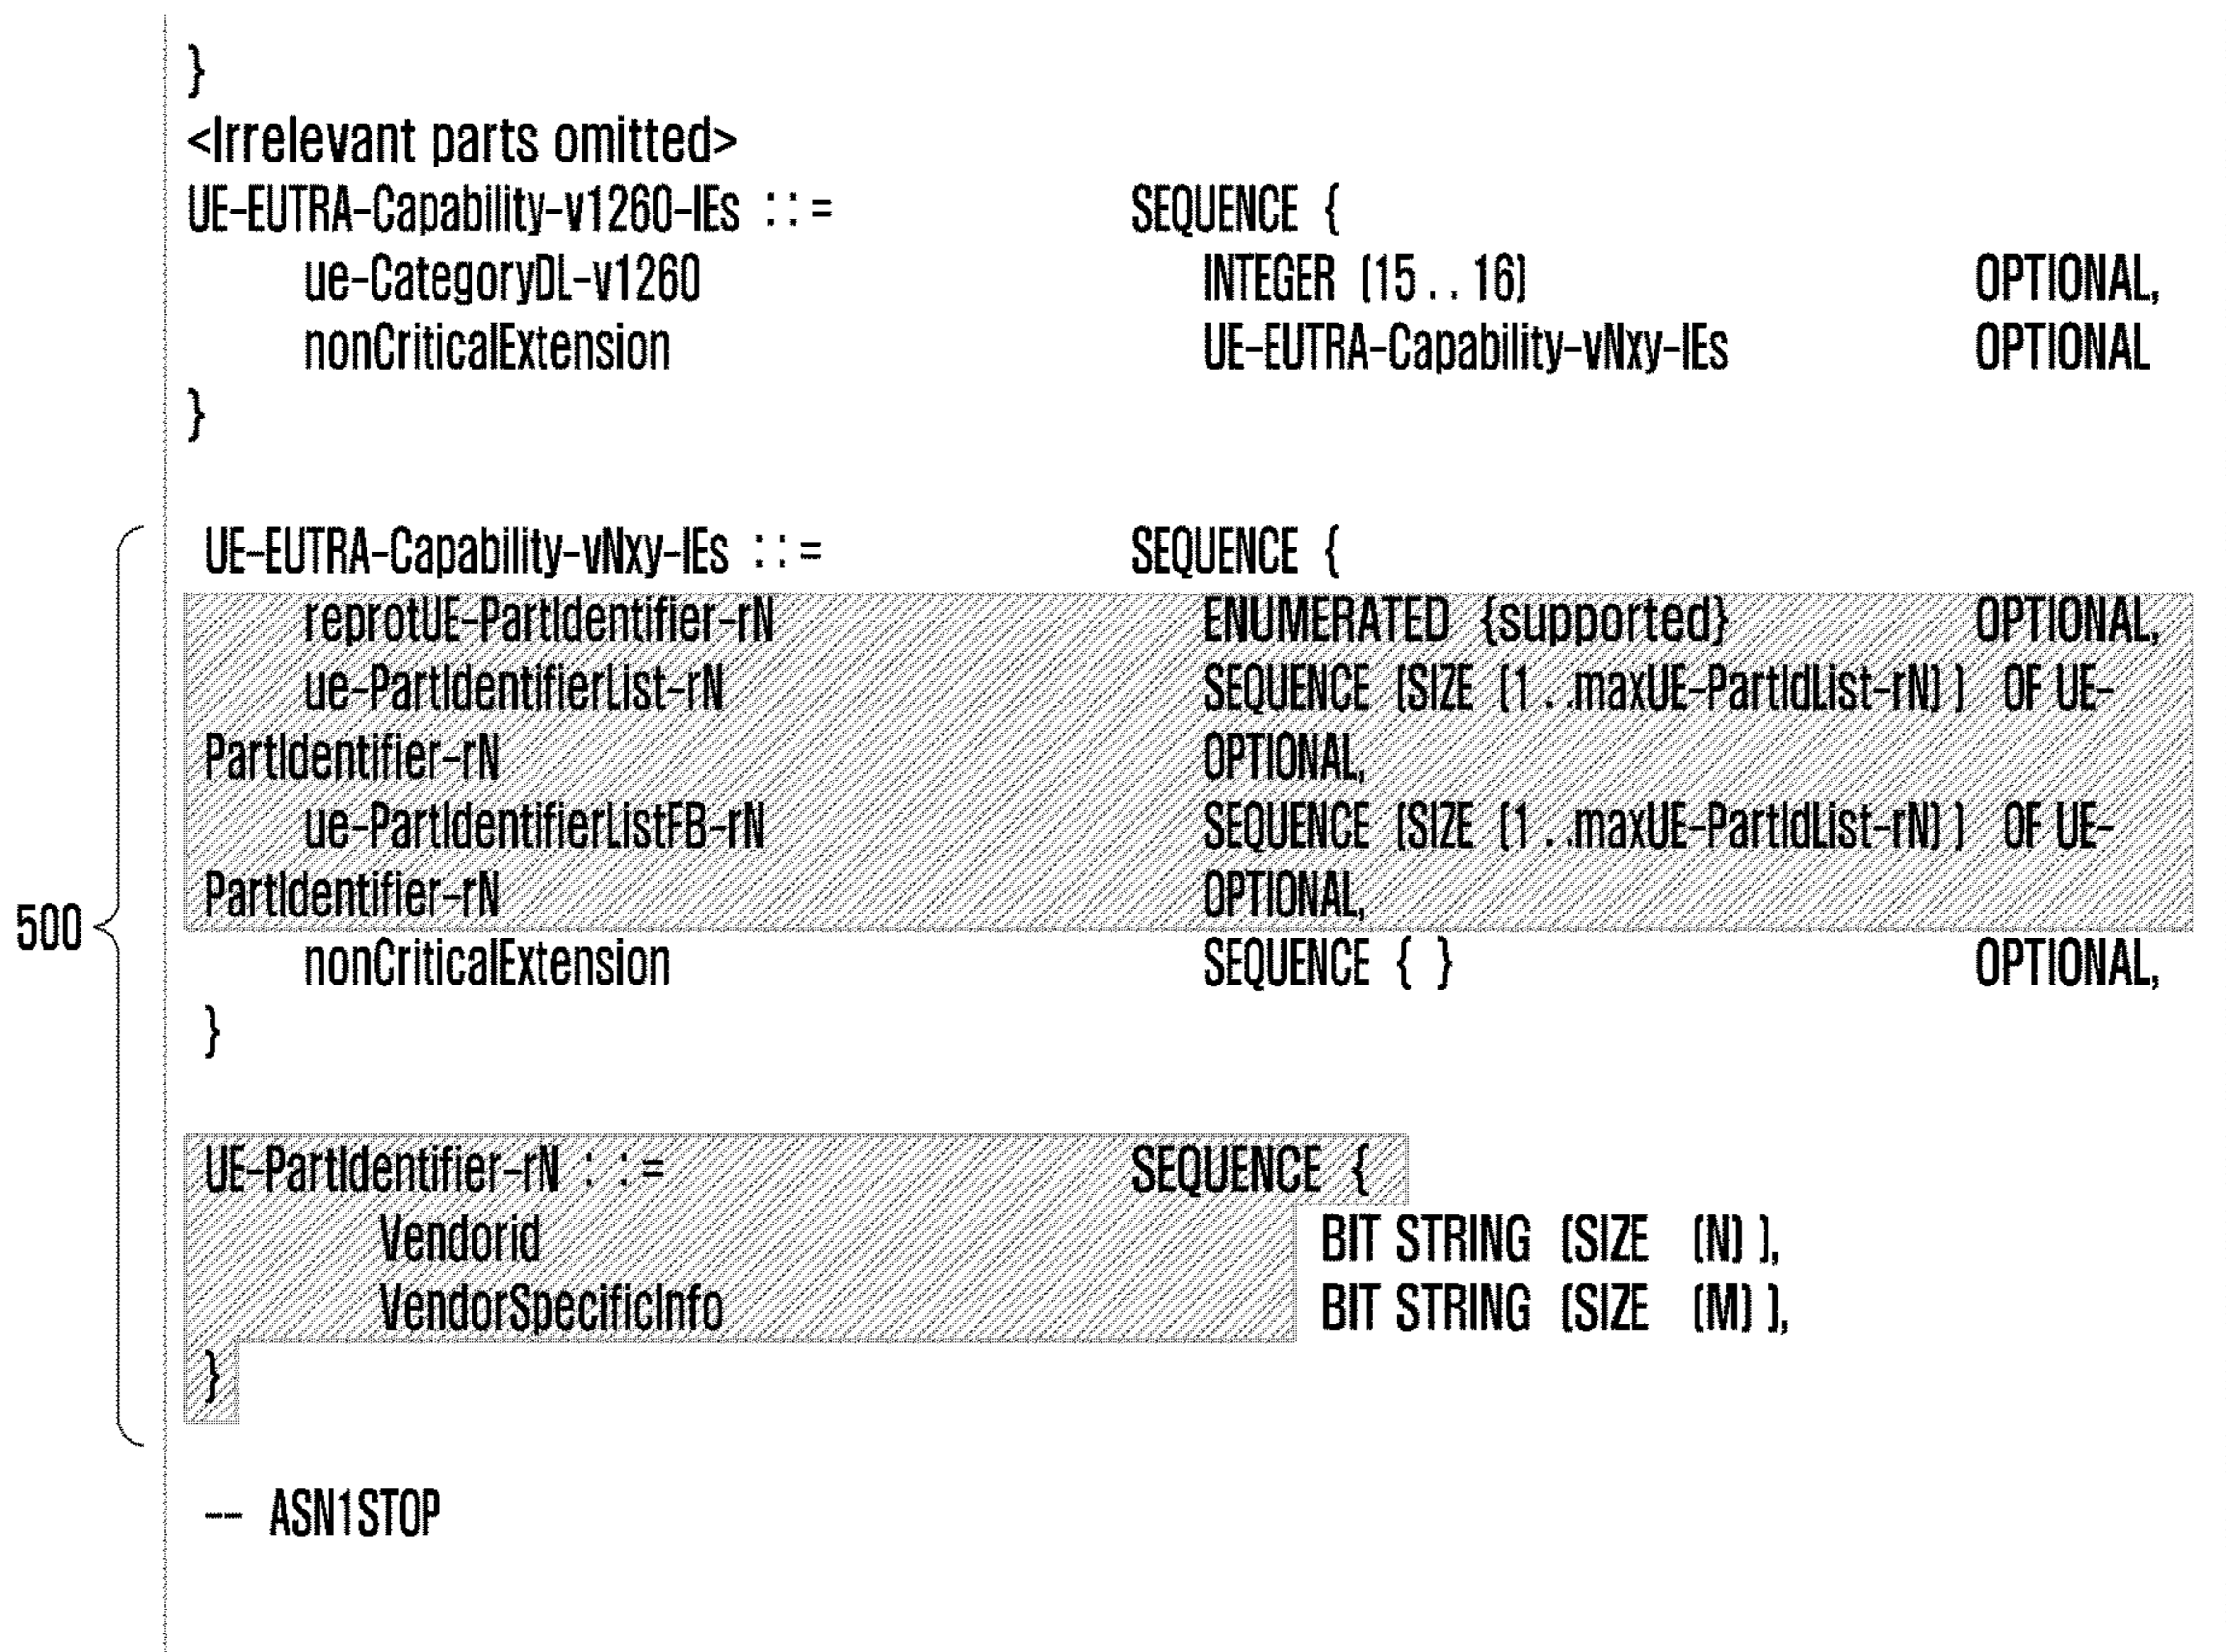 }
<Irrelevant parts omitted>
UE-EUTRA-Capability-v1260-IEs ::= SEQUENCE {
ue-CategoryDL-v1260 INTEGER (15 .. 16) OPTIONAL,
nonCriticalExtension UE-EUTRA-Capability-vNxy-IEs OPTIONAL
}
UE-EUTRA-Capability-vNxy-IEs ::= SEQUENCE {
reprotUE-PartIdentifier-rN ENUMERATED {supported} OPTIONAL,
ue-PartIdentifierList-rN SEQUENCE (SIZE (1 . .maxUE-PartIdList-rN) ) OF UE-
PartIdentifier-rN OPTIONAL,
ue-PartIdentifierListFB-rN SEQUENCE (SIZE (1 . .maxUE-PartIdList-rN) ) OF UE-
PartIdentifier-rN OPTIONAL,
500
nonCriticalExtension SEQUENCE { } OPTIONAL,
}
UE-PartIdentifier-rN : : = SEQUENCE {
Vendorid BIT STRING (SIZE (N) ),
VendorSpecificInfo BIT STRING (SIZE (M) ),
}
-- ASN1STOP